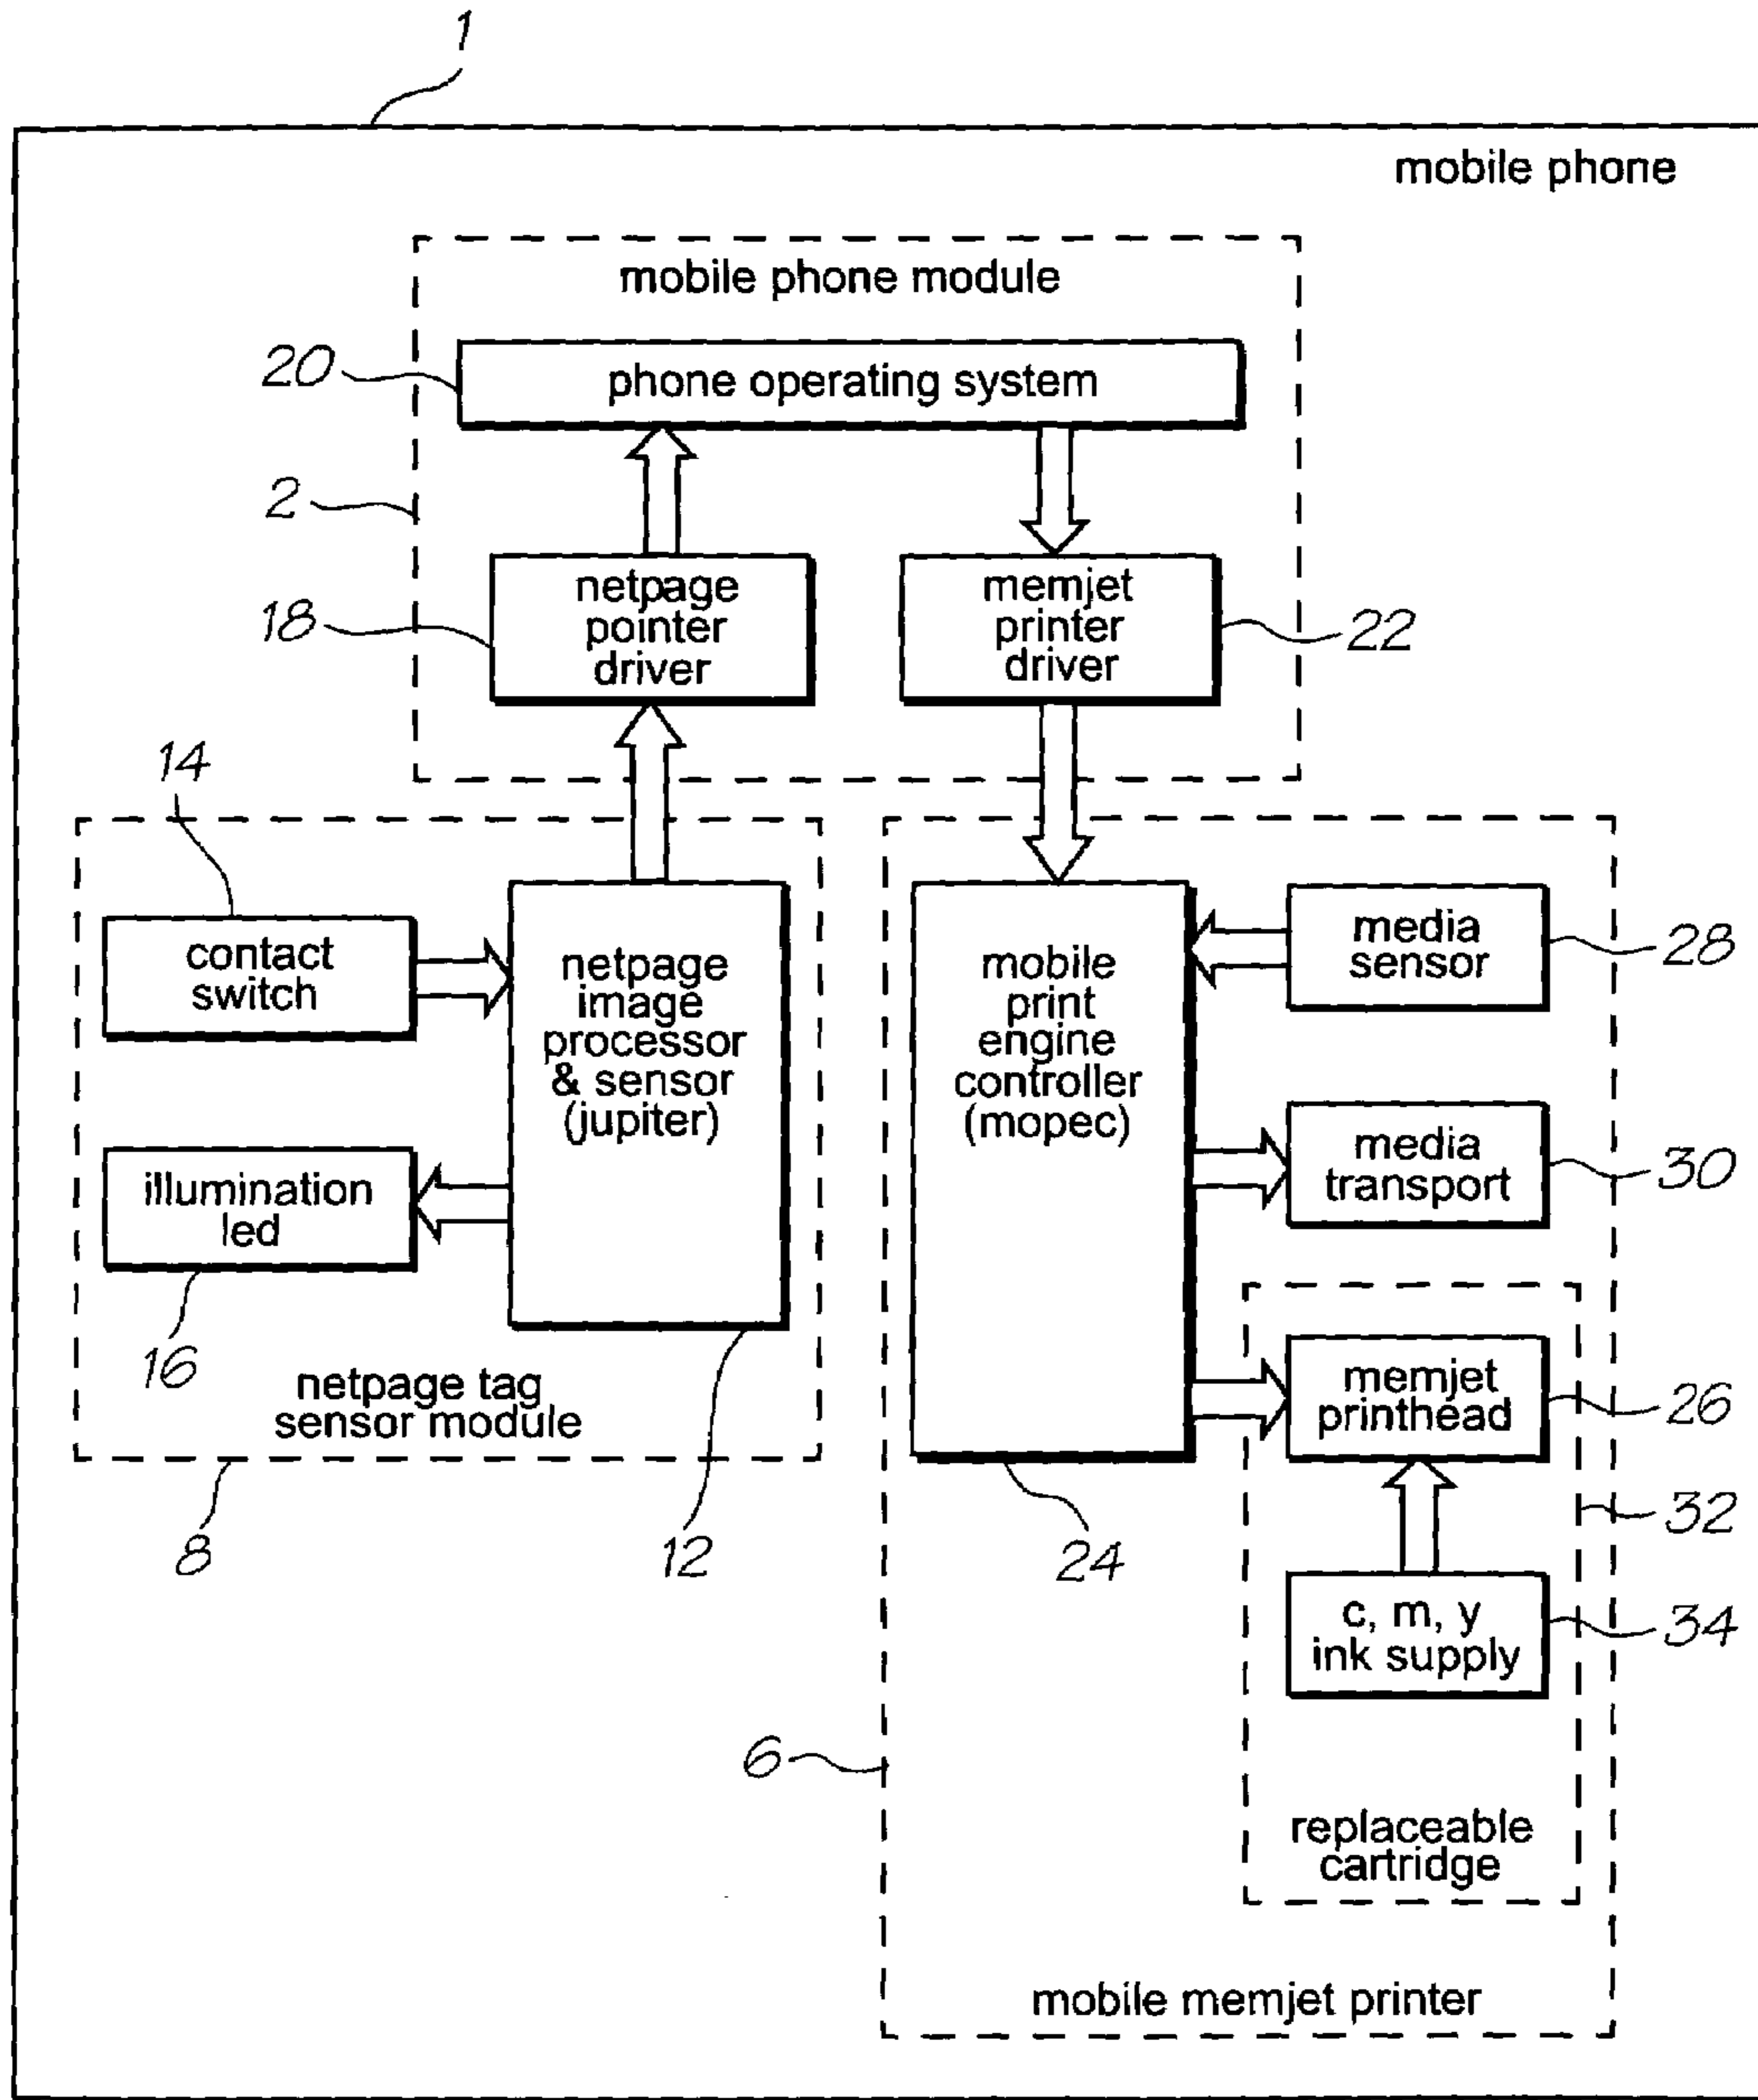 1
mobile phone
mobile phone module
20
phone operating system
2
18
netpage
pointer
driver
memjet
printer
driver
22
14
contact
switch
netpage
image
processor
& sensor
(jupiter)
illumination
led
16
netpage tag
sensor module
8
12
mobile
print
engine
controller
(mopec)
24
media
sensor
28
media
transport
30
memjet
printhead
26
32
c, m, y
ink supply
34
6
replaceable
cartridge
mobile memjet printer